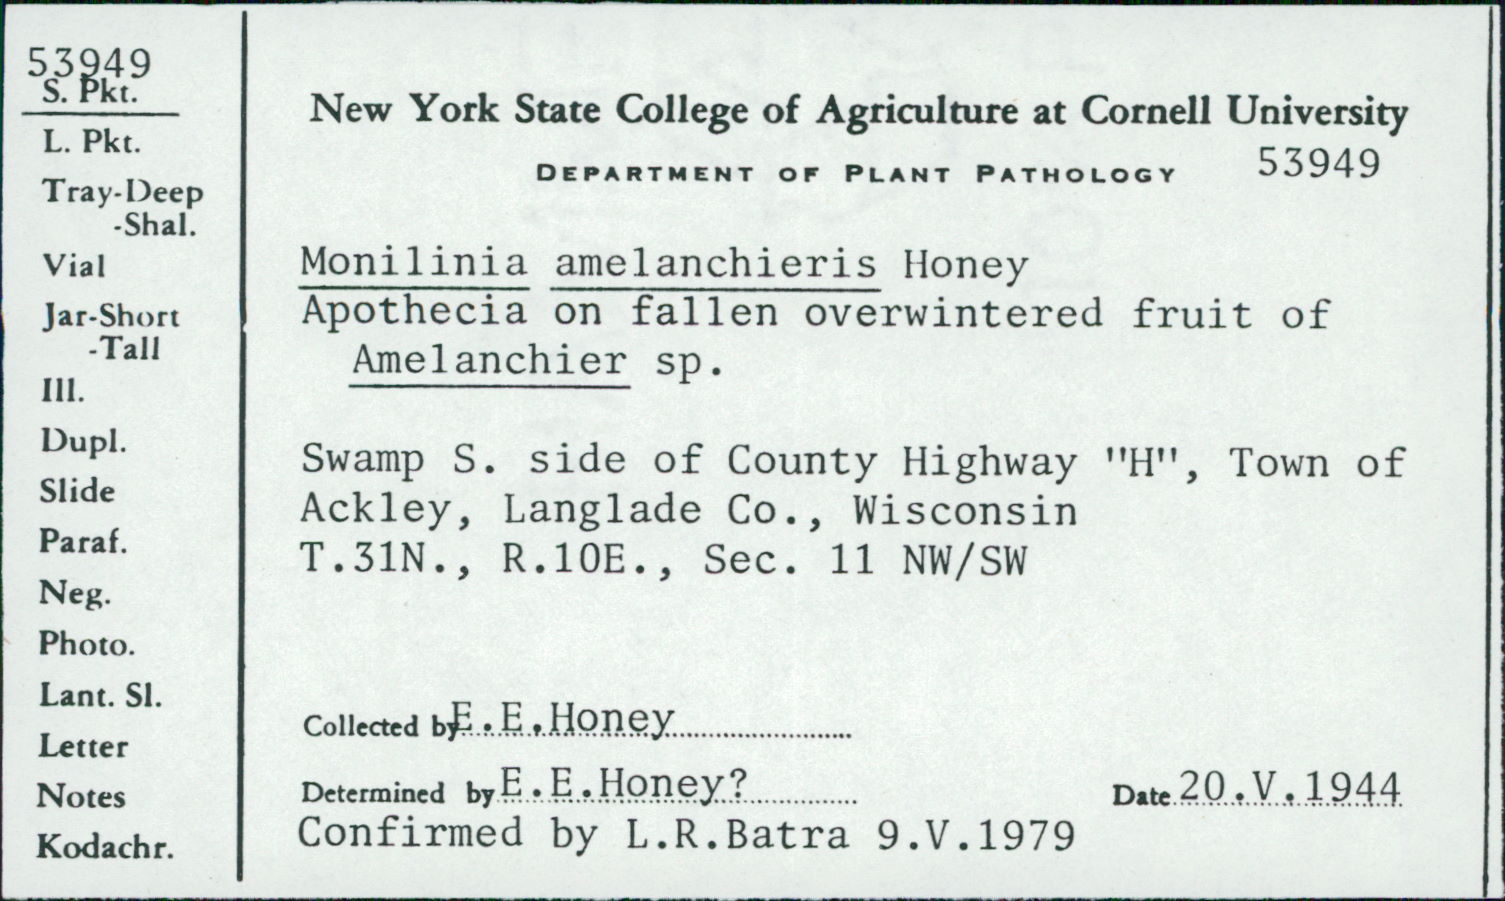 53949
S. Pkt.
L. Pkt.
Tray-Deep
-Shal.
Vial
Jar-Short
-Tall
Ill.
Dupl.
Slide
Paraf.
Neg.
Photo.
Lant. Sl.
Letter
Notes
Kodachr.
New York State College of Agriculture at Cornell University
DEPARTMENT OF PLANT PATHOLOGY 53949
Monilinia amelanchieris Honey
Apothecia on fallen overwintered fruit of
Amelanchier sp.
Swamp S. side of County Highway "H", Town of
Ackley, Langlade Co., Wisconsin
T.31N., R.10E., Sec. 11 NW/SW
Collected by E.E.Honey
Determined by E.E.Honey? Date 20.V.1944
Confirmed by L.R.Batra 9.V.1979